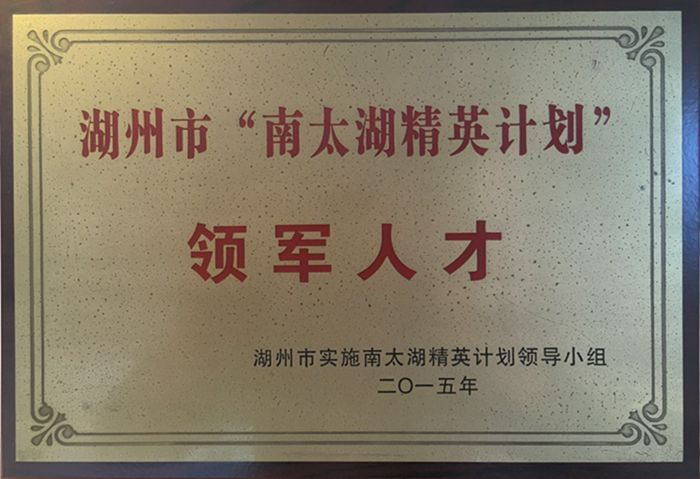 湖州市“南太湖精英计划”
领军人才
湖州市实施南太湖精英计划领导小组
二〇一五年